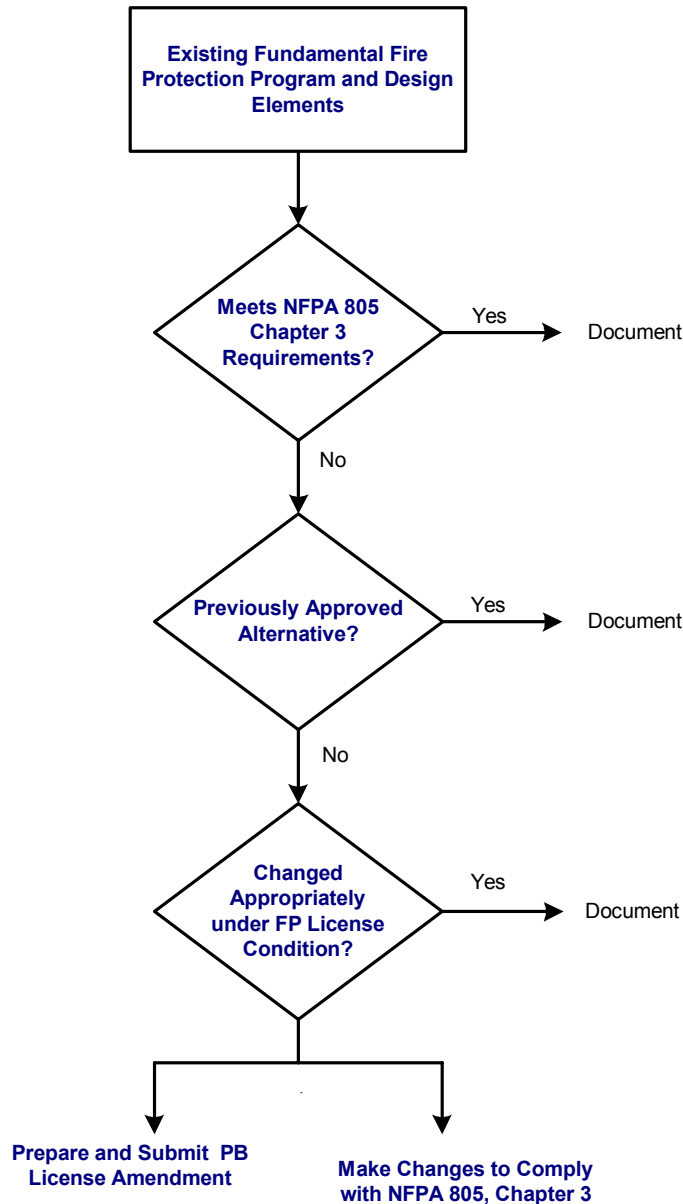 Existing Fundamental Fire
Protection Program and Design
Elements
Meets NFPA 805
Chapter 3
Requirements?
Yes
Document
No
Previously Approved
Alternative?
Yes
Document
No
Changed
Appropriately
under FP License
Condition?
Yes
Document
Prepare and Submit PB
License Amendment
Make Changes to Comply
with NFPA 805, Chapter 3